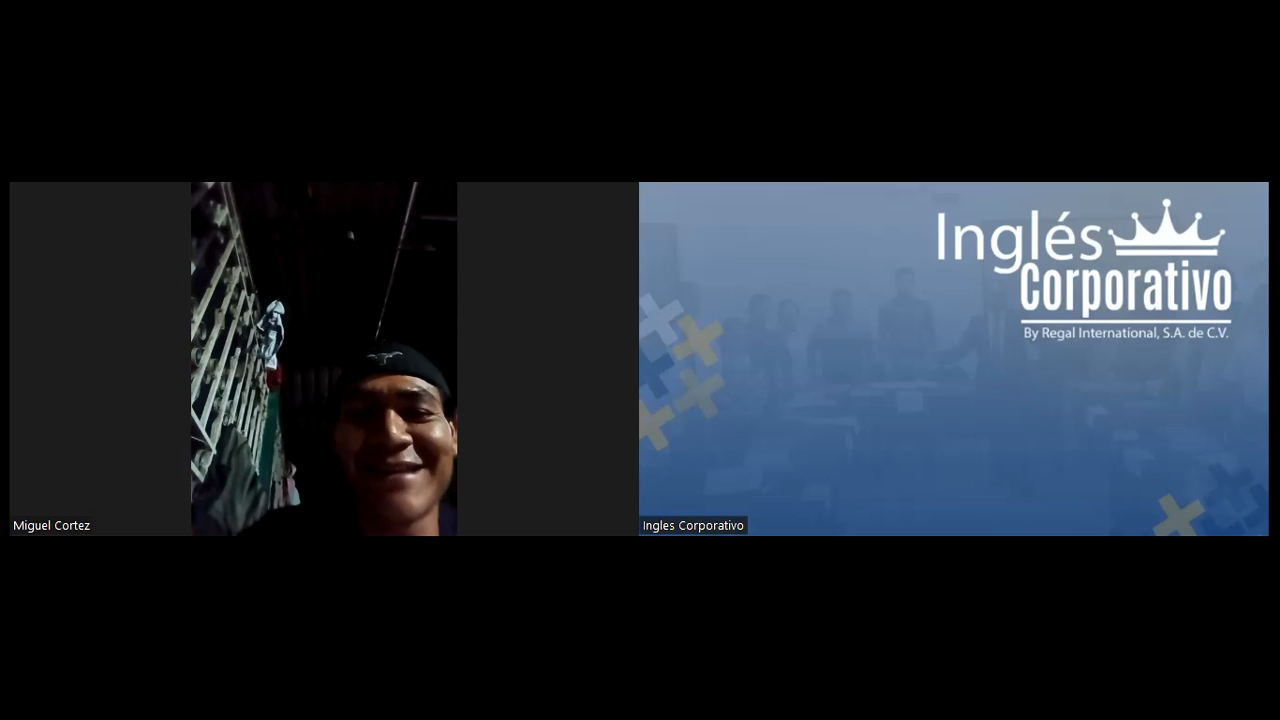 Inglés
Corporativo
By Regal International, S.A. de C.V.
Miguel Cortez
Ingles Corporativo